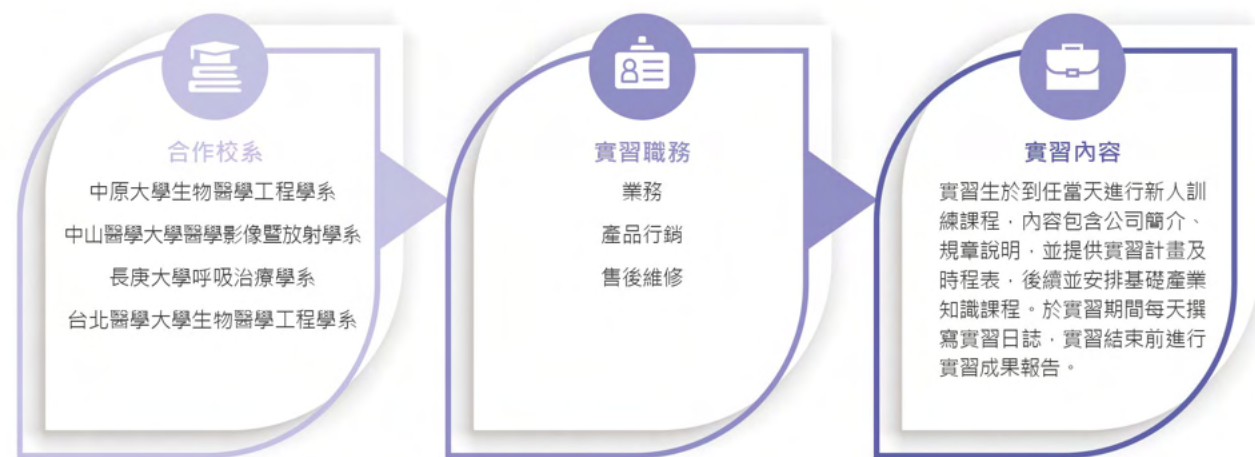 合作校系
中原大學生物醫學工程學系
中山醫學大學醫學影像暨放射學系
長庚大學呼吸治療學系
台北醫學大學生物醫學工程學系
實習職務
業務
產品行銷
售後維修
實習內容
實習生於到任當天進行新人訓
練課程，內容包含公司簡介、
規章說明，並提供實習計畫及
時程表，後續並安排基礎產業
知識課程。於實習期間每天撰
寫實習日誌，實習結束前進行
實習成果報告。